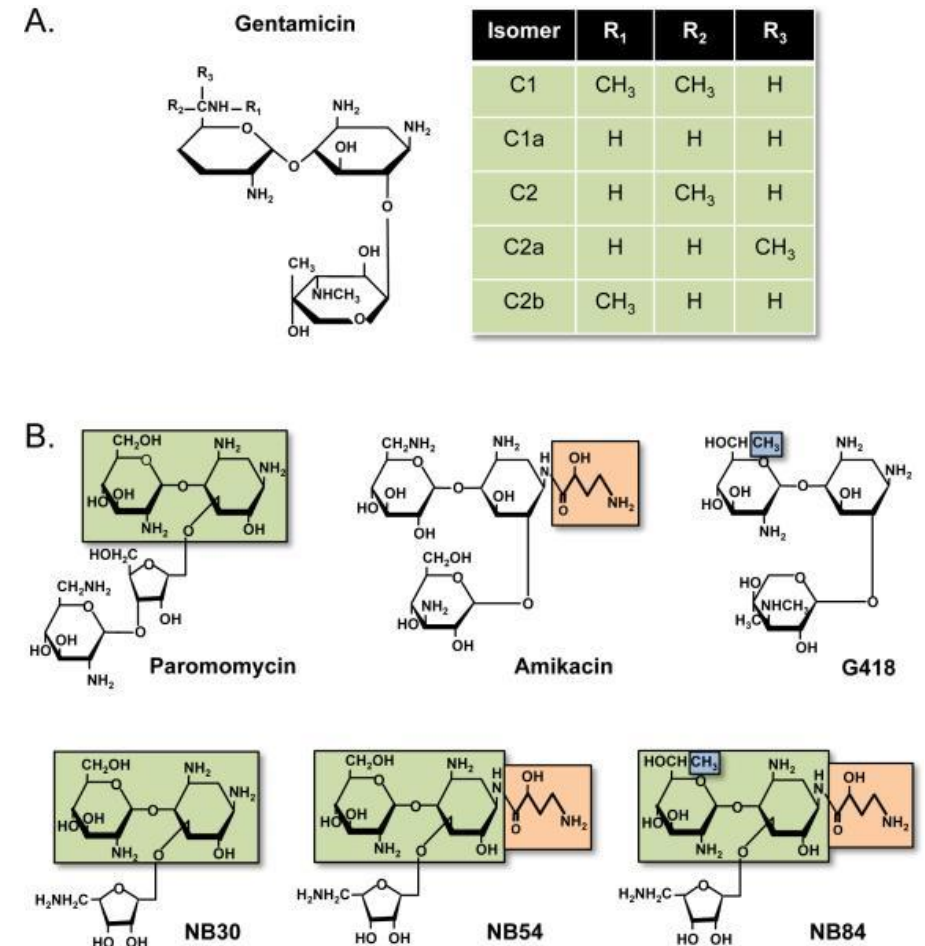 A.
Gentamicin
R3
R2–CNH–R1
O
NH2
NH2
OH
O
NH2
O
OH
CH3
NHCH3
O
OH
Isomer R1 R2 R3
C1 CH3 CH3 H
C1a H H H
C2 H CH3 H
C2a H H CH3
C2b CH3 H H
B.
CH2OH
NH2
O
NH2
HO OH
O
NH2
OH
O
HOH2C
O
CH2NH2
O
OH
HO OH
O
NH2
Paromomycin
CH2NH2
NH2
H
N
OH
O
O
OH
OH
HO
OH
O
NH2
CH2OH
O
O
NH2
HO
OH
Amikacin
HOCH CH3
NH2
O
NH2
OH
O
OH
HO
NH2
O
HO
NHCH3
O
H3C
OH
G418
CH2OH
NH2
O
NH2
HO OH
O
NH2
OH
O
H2NH2C
O
HO OH
NB30
CH2OH
NH2
H
N
OH
O
O
O
NH2
HO OH
NH2
OH
O
H2NH2C
O
HO OH
NB54
HOCH CH3
NH2
H
N
OH
O
O
O
NH2
HO OH
NH2
OH
O
H2NH2C
O
HO OH
NB84